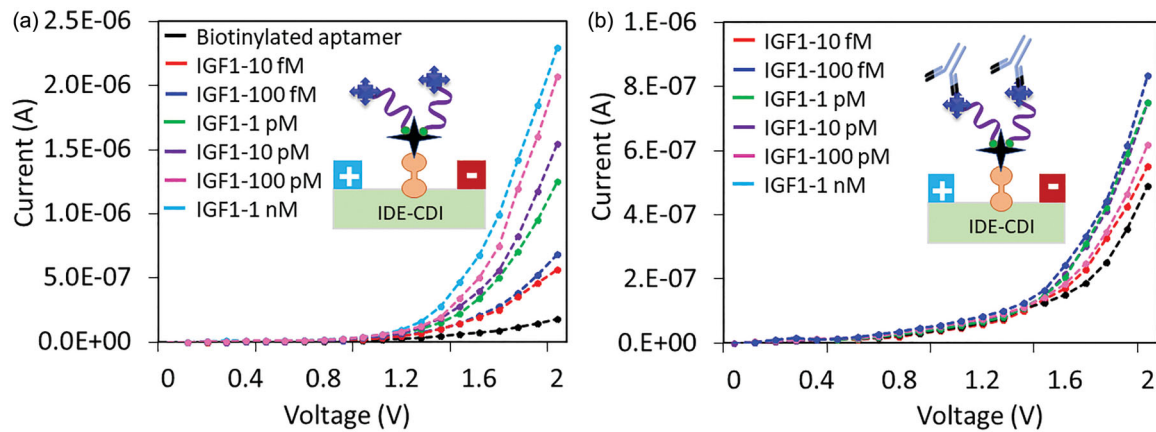 (a)
2.5E-06
2.0E-06
1.5E-06
1.0E-06
5.0E-07
0.0E+00
Current (A)
Biotinylated aptamer
IGF1-10 fM
IGF1-100 fM
IGF1-1 pM
IGF1-10 pM
IGF1-100 pM
IGF1-1 nM
+
-
IDE-CDI
0 0.4 0.8 1.2 1.6 2
Voltage (V)
(b)
1.E-06
8.E-07
6.E-07
4.E-07
2.E-07
0.E+00
Current (A)
IGF1-10 fM
IGF1-100 fM
IGF1-1 pM
IGF1-10 pM
IGF1-100 pM
IGF1-1 nM
+
-
IDE-CDI
0 0.4 0.8 1.2 1.6 2
Voltage (V)